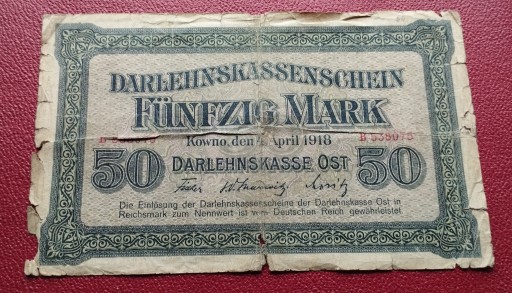 DARLEHNSKASSENSCHEIN
FÜNFZIG MARK
Kowno, den April 1918
B 538075
50 DARLEHNSKASSE OST 50
Die Einlösung der Darlehnskassenscheine der Darlehnskasse Ost in
Reichsmark zum Nennwert ist vom Deutschen Reich gewährleistet